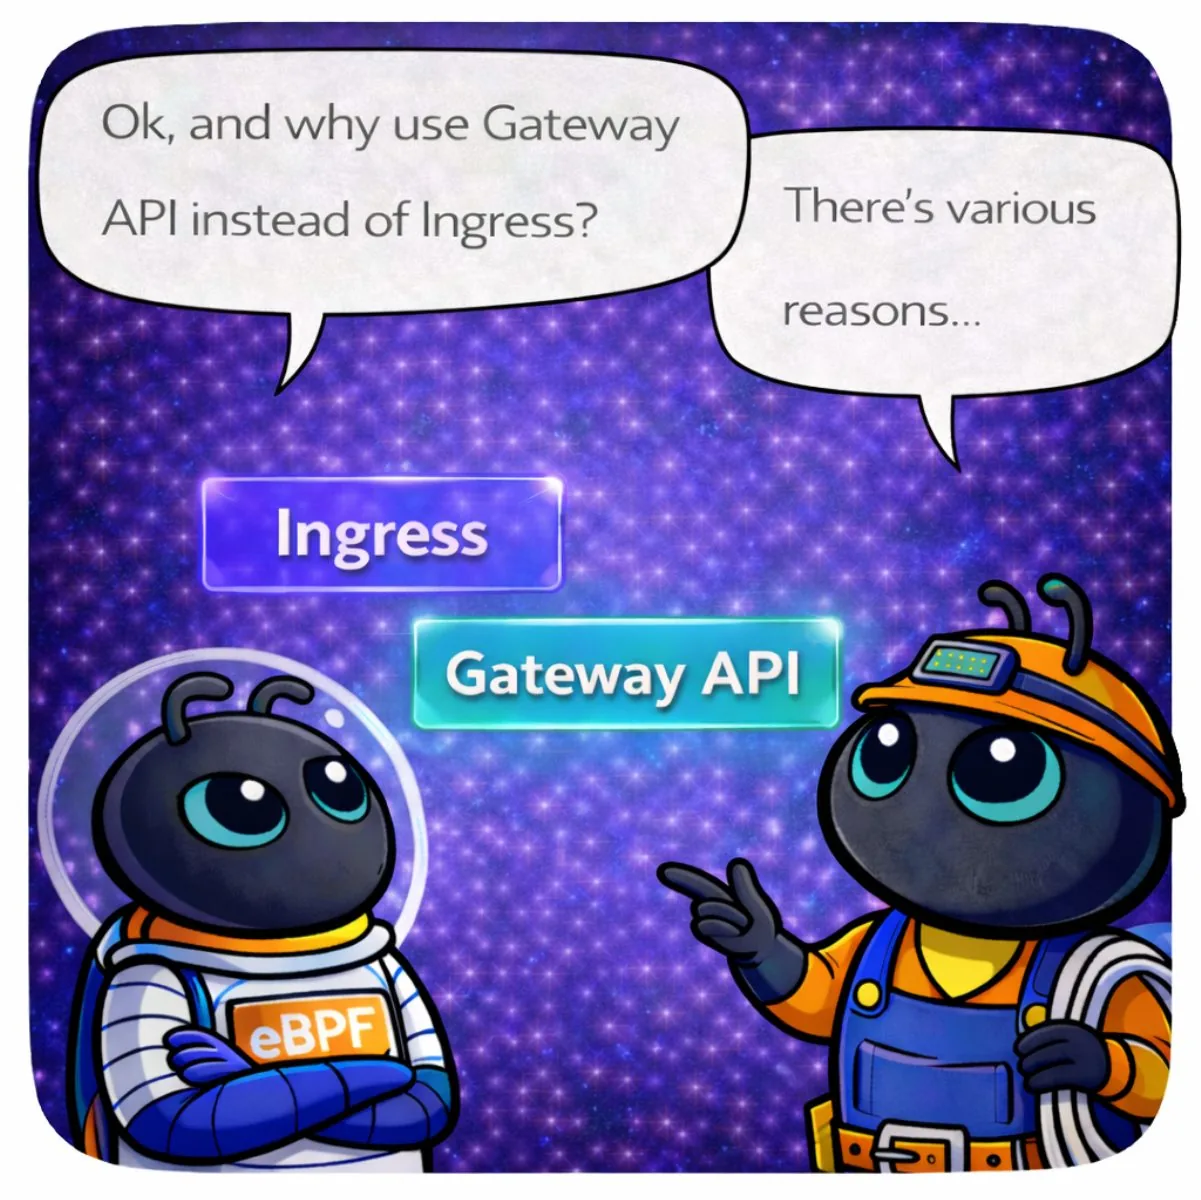 Ok, and why use Gateway
API instead of Ingress?
There's various
reasons...
Ingress
Gateway API
eBPF